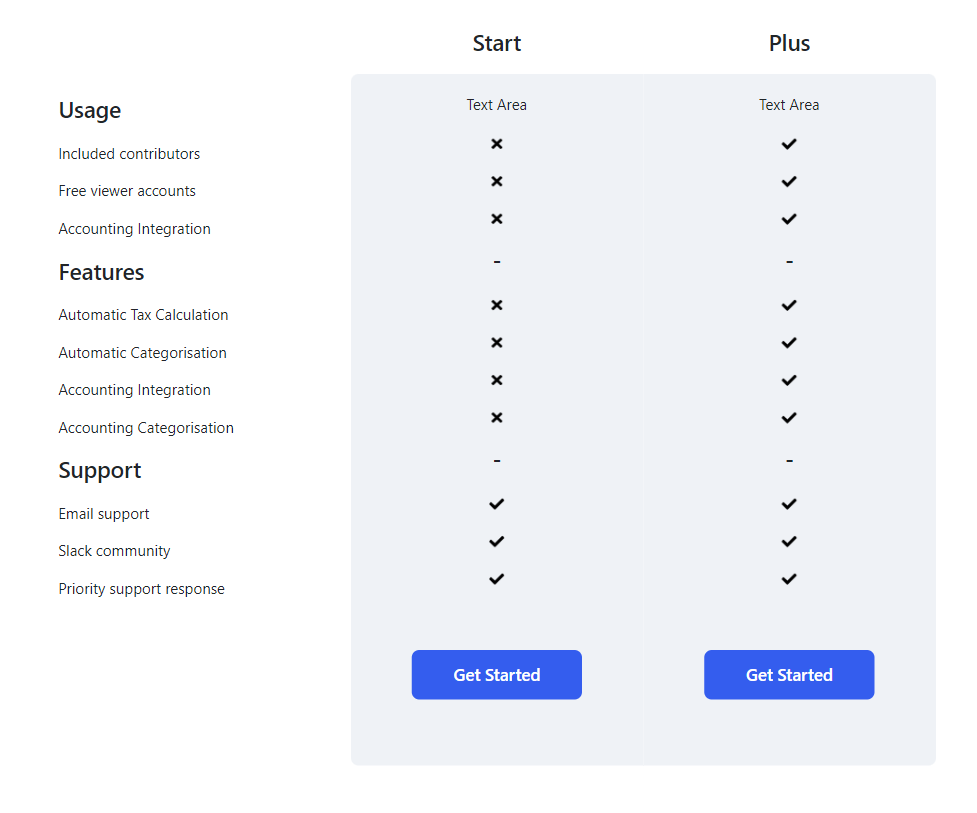 Start Plus
Text Area Text Area
Usage
Included contributors
Free viewer accounts
Accounting Integration
Features - -
Automatic Tax Calculation
Automatic Categorisation
Accounting Integration
Accounting Categorisation
Support - -
Email support
Slack community
Priority support response
Get Started Get Started